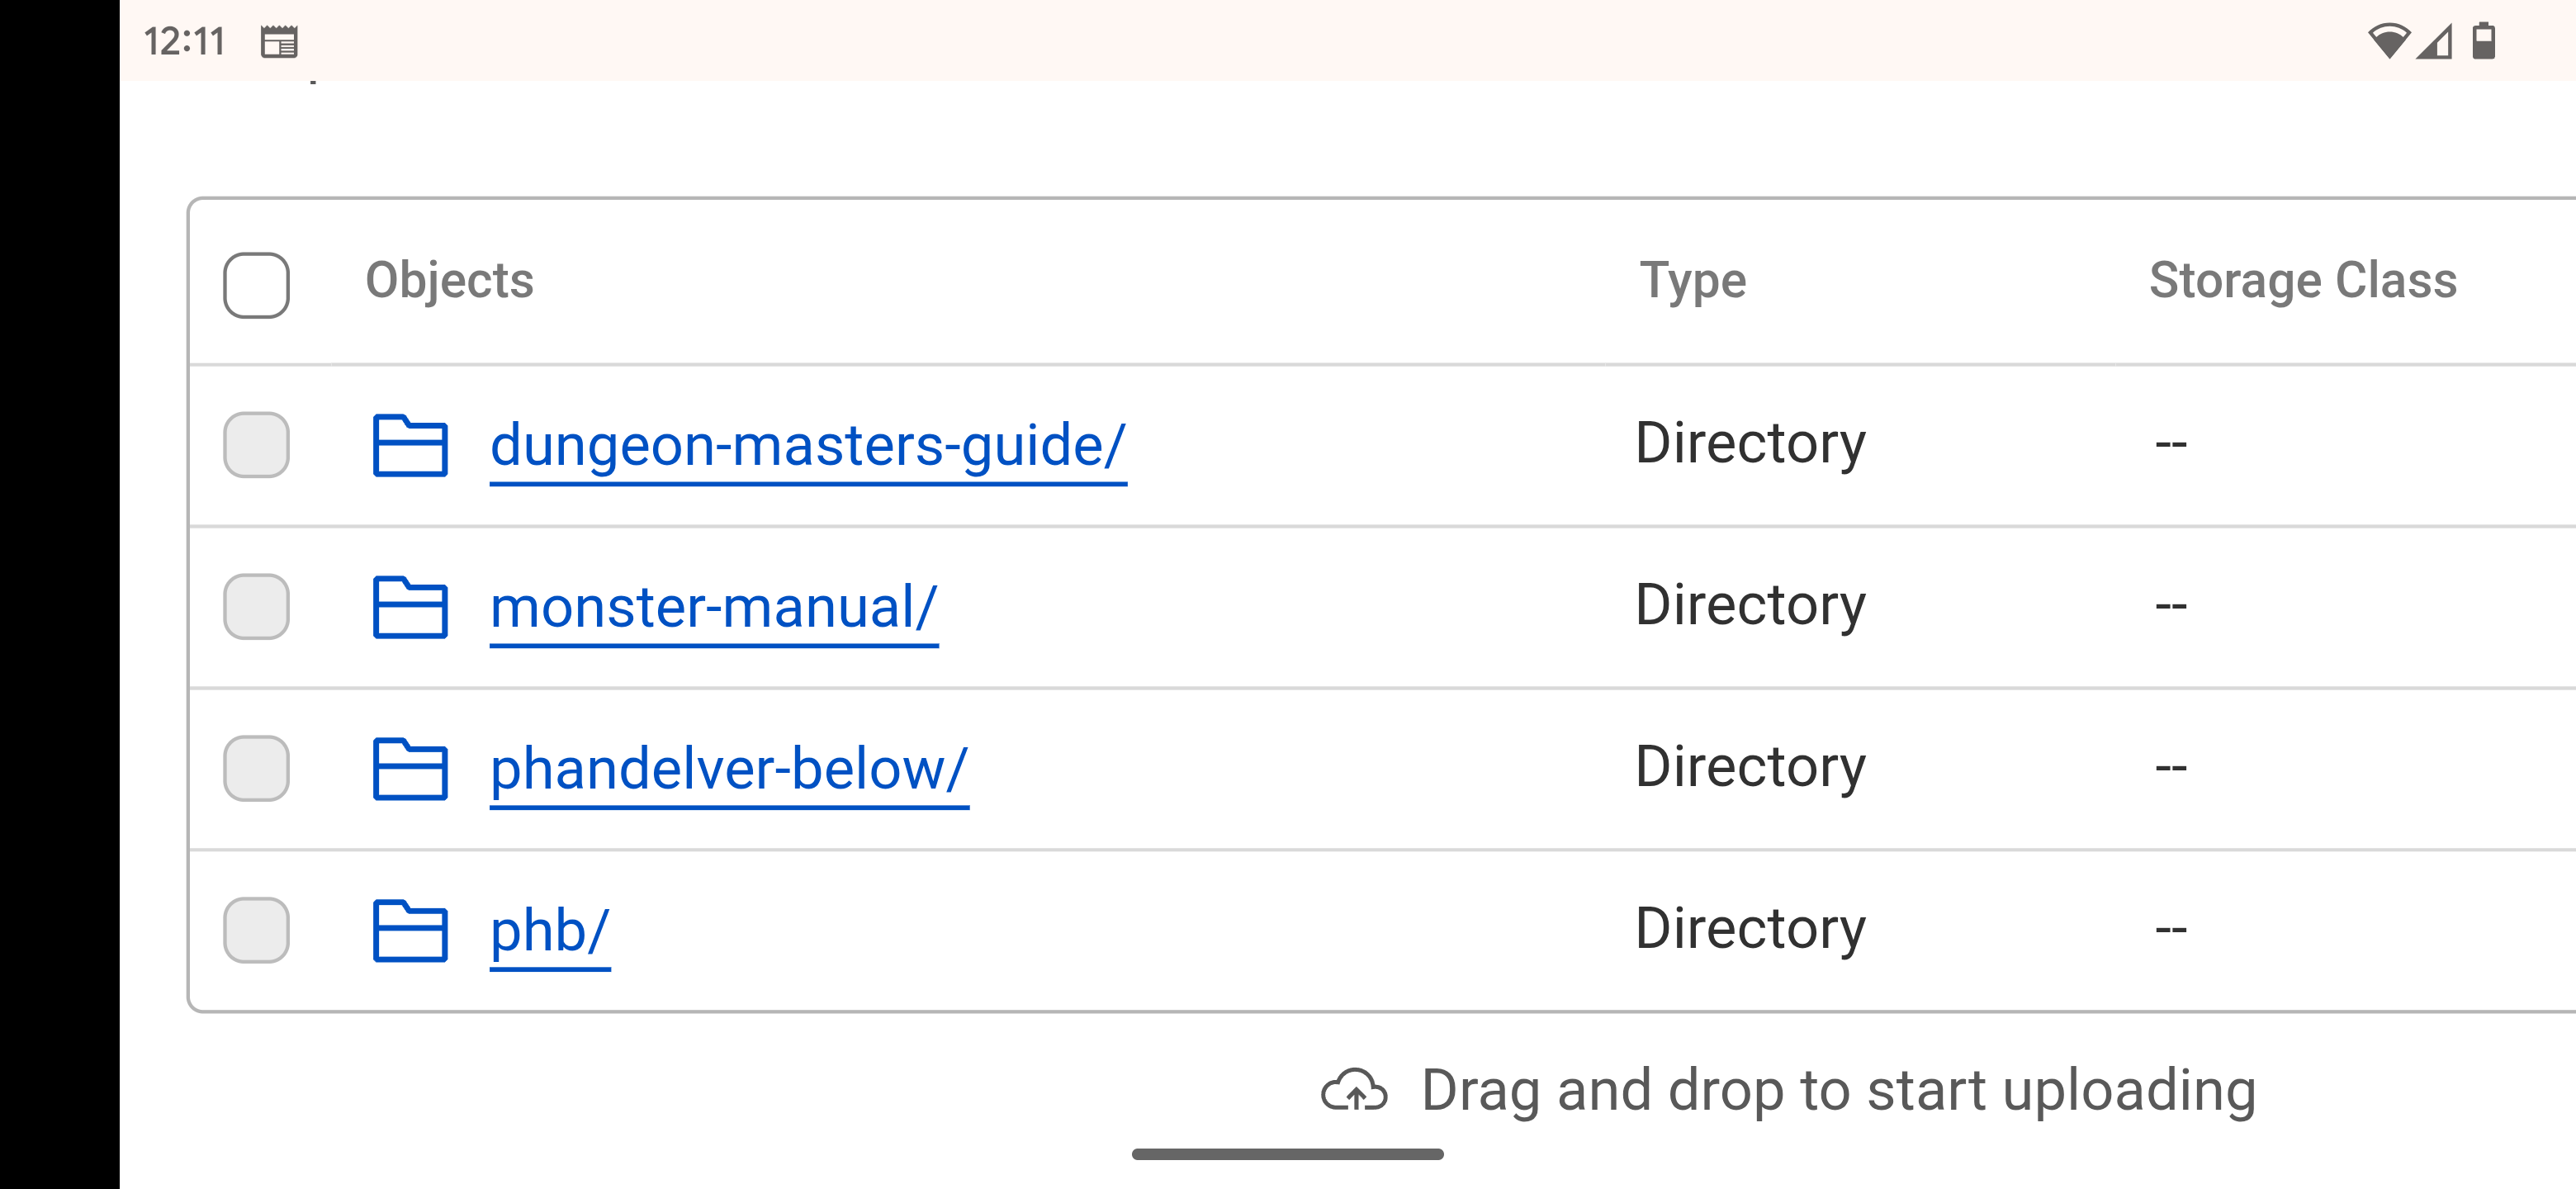 12:11
Objects Type Storage Class
dungeon-masters-guide/ Directory --
monster-manual/ Directory --
phandelver-below/ Directory --
phb/ Directory --
Drag and drop to start uploading